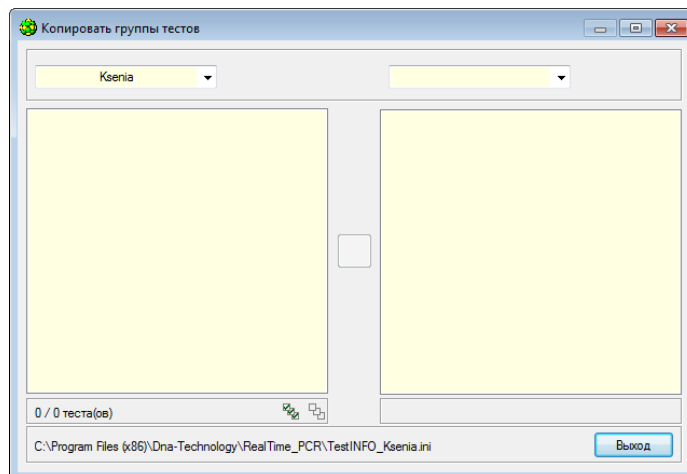 Копировать группы тестов
Ksenia
0 / 0 теста(ов)
C:\Program Files (x86)\Dna-Technology\RealTime_PCR\TestINFO_Ksenia.ini
Выход